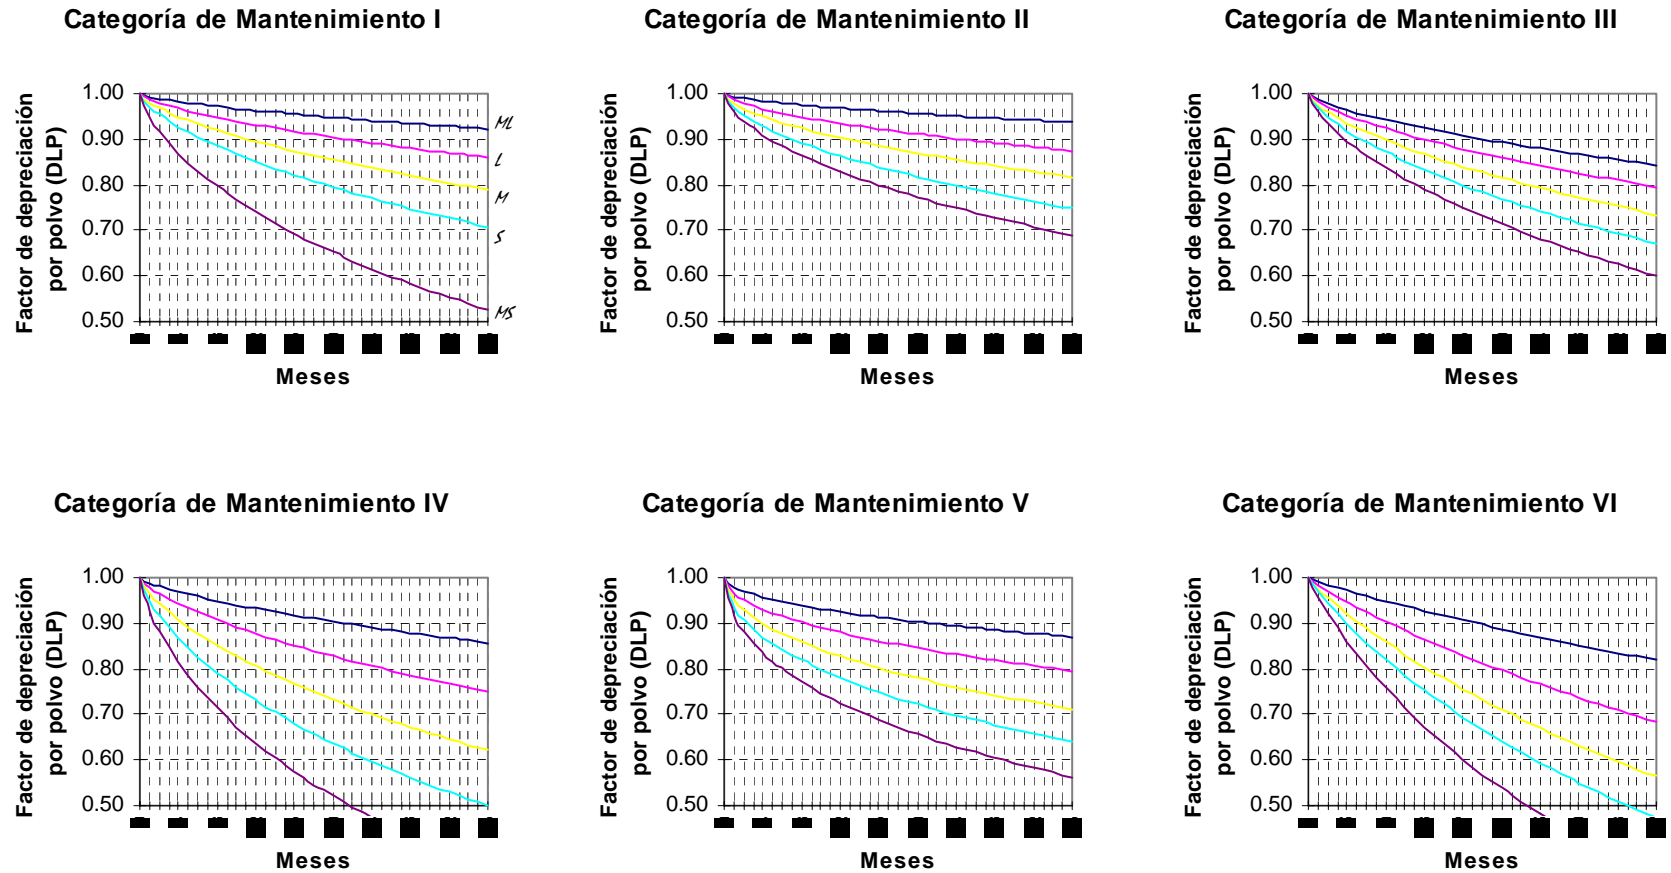 Categoría de Mantenimiento I
Factor de depreciación
por polvo (DLP)
1.00
0.90
0.80
0.70
0.60
0.50
ML
L
M
S
MS
Meses
Categoría de Mantenimiento II
Factor de depreciación
por polvo (DLP)
1.00
0.90
0.80
0.70
0.60
0.50
Meses
Categoría de Mantenimiento III
Factor de depreciación
por polvo (DLP)
1.00
0.90
0.80
0.70
0.60
0.50
Meses
Categoría de Mantenimiento IV
Factor de depreciación
por polvo (DLP)
1.00
0.90
0.80
0.70
0.60
0.50
Meses
Categoría de Mantenimiento V
Factor de depreciación
por polvo (DLP)
1.00
0.90
0.80
0.70
0.60
0.50
Meses
Categoría de Mantenimiento VI
Factor de depreciación
por polvo (DLP)
1.00
0.90
0.80
0.70
0.60
0.50
Meses